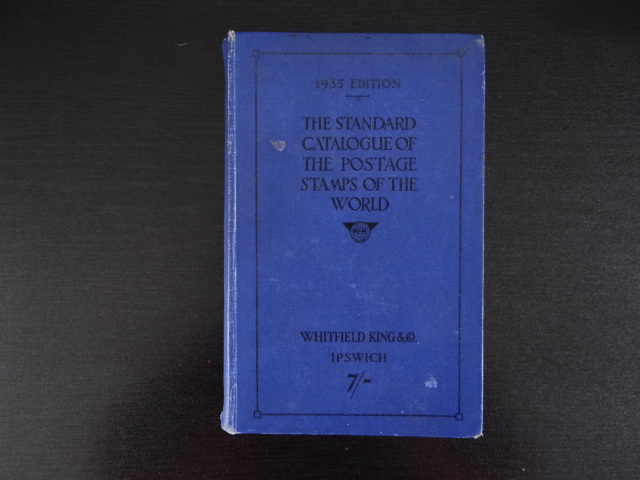 1935 EDITION
THE STANDARD
CATALOGUE OF
THE POSTAGE
STAMPS OF THE
WORLD
WHITFIELD KING & CO.
IPSWICH
7/-